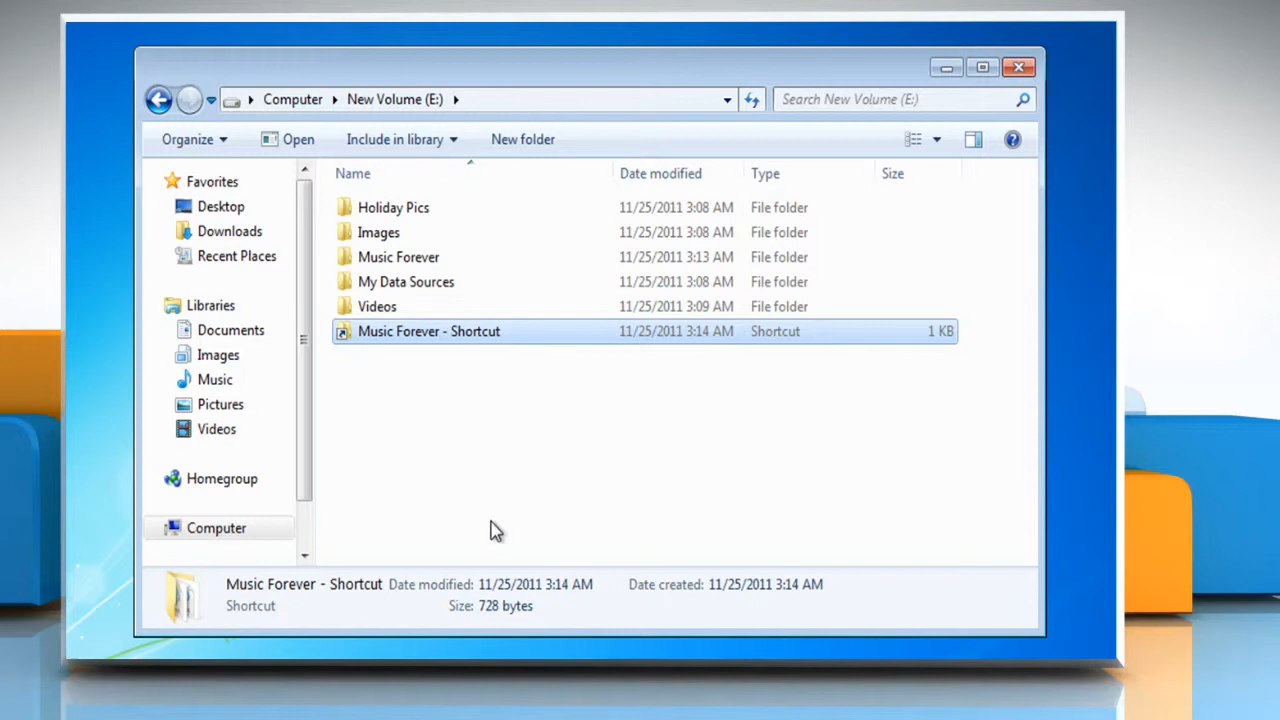 Computer New Volume (E:) Search New Volume (E:)
Organize Open Include in library New folder
Favorites
Desktop
Downloads
Recent Places
Libraries
Documents
Images
Music
Pictures
Videos
Homegroup
Computer
Name Date modified Type Size
Holiday Pics 11/25/2011 3:08 AM File folder
Images 11/25/2011 3:08 AM File folder
Music Forever 11/25/2011 3:13 AM File folder
My Data Sources 11/25/2011 3:08 AM File folder
Videos 11/25/2011 3:09 AM File folder
Music Forever - Shortcut 11/25/2011 3:14 AM Shortcut 1 KB
Music Forever - Shortcut Date modified: 11/25/2011 3:14 AM Date created: 11/25/2011 3:14 AM
Shortcut Size: 728 bytes